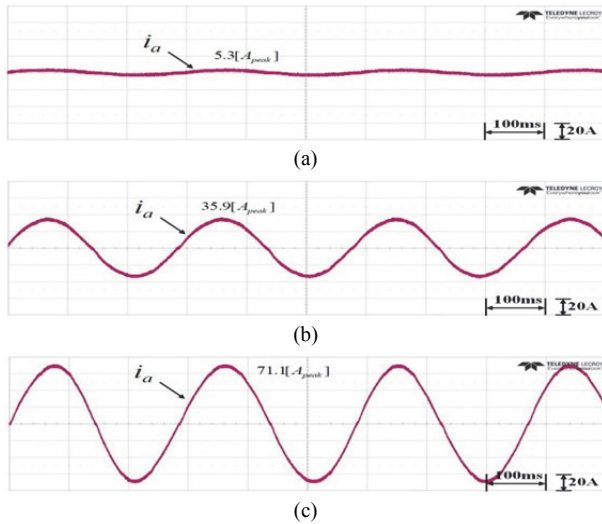 TELEDYNE LECROY
Everywhereyoulook
i_a
5.3[A_peak]
100ms
20A
(a)
TELEDYNE LECROY
Everywhereyoulook
i_a
35.9[A_peak]
100ms
20A
(b)
TELEDYNE LECROY
Everywhereyoulook
i_a
71.1[A_peak]
100ms
20A
(c)